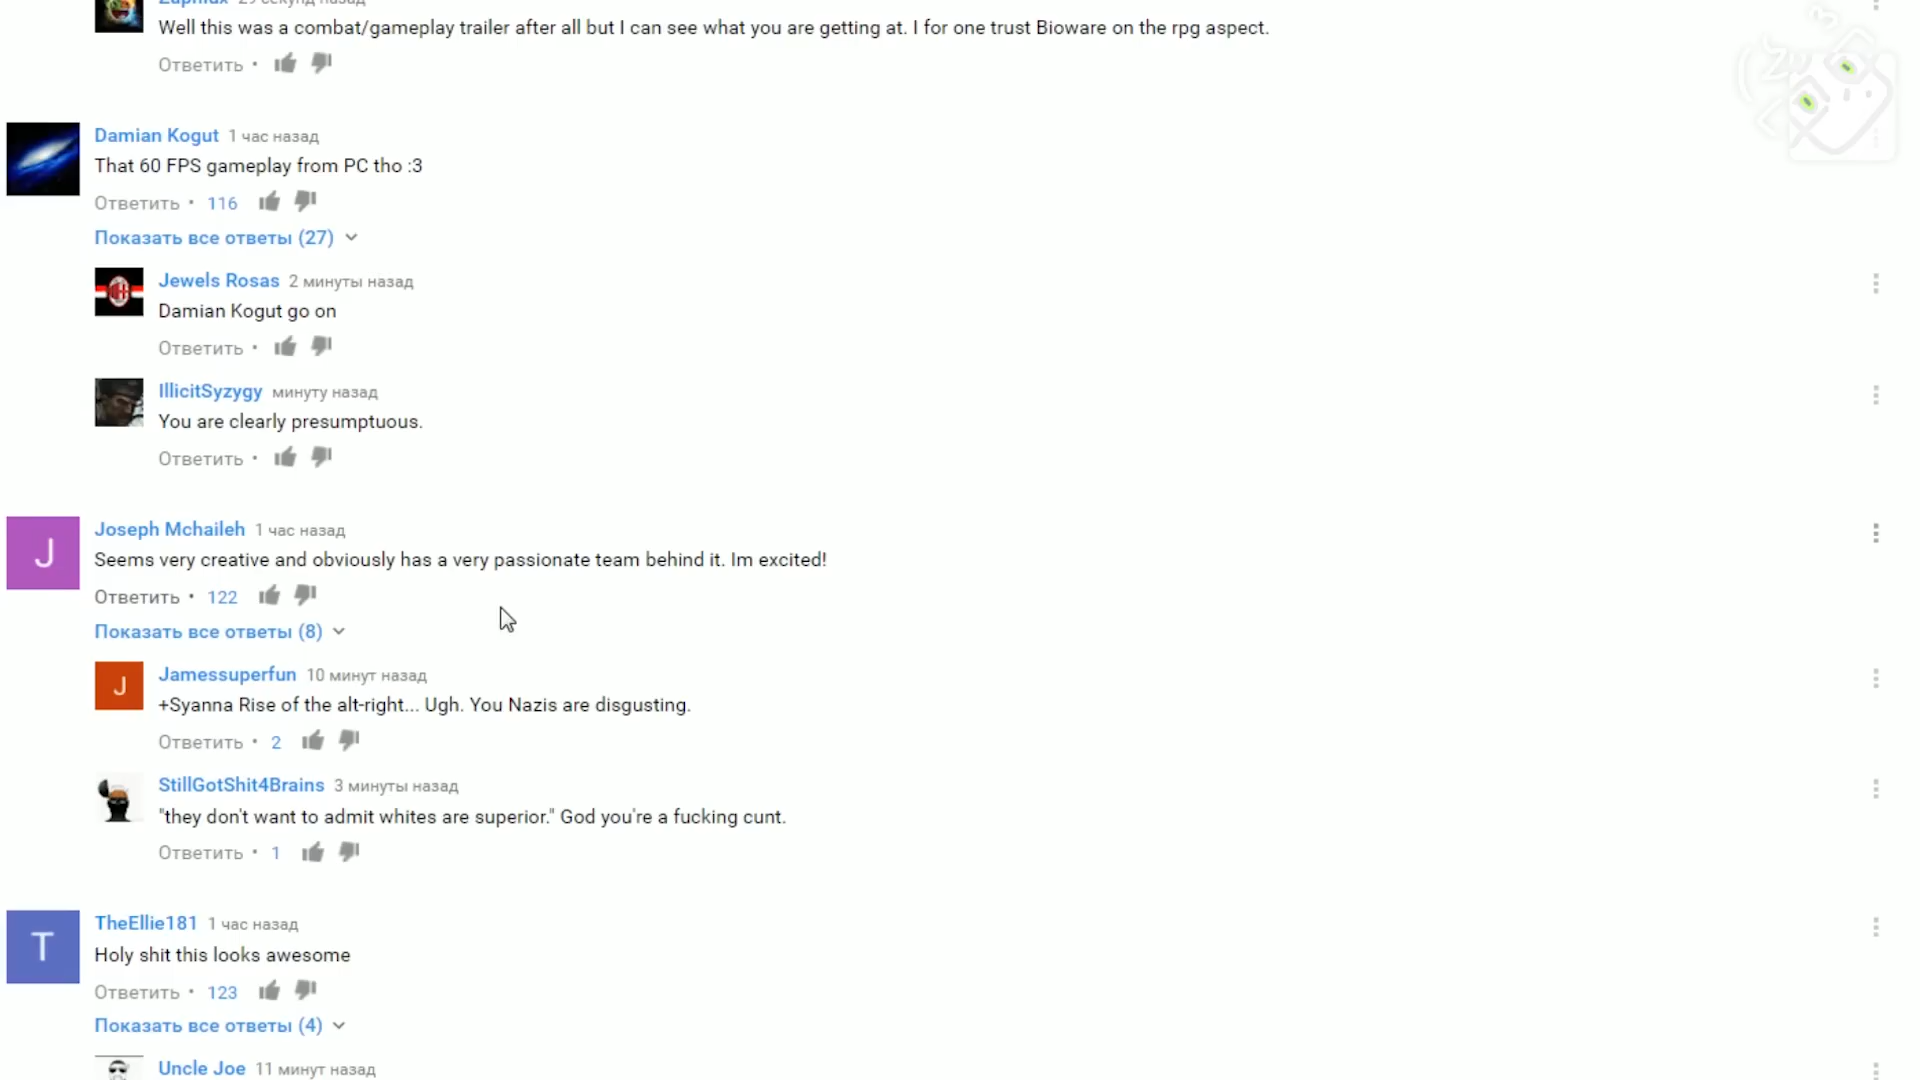 Well this was a combat/gameplay trailer after all but I can see what you are getting at. I for one trust Bioware on the rpg aspect.
Ответить •
Damian Kogut 1 час назад
That 60 FPS gameplay from PC tho :3
Ответить • 116
Показать все ответы (27)
Jewels Rosas 2 минуты назад
Damian Kogut go on
Ответить •
IllicitSyzygy минуту назад
You are clearly presumptuous.
Ответить •
J
Joseph Mchaileh 1 час назад
Seems very creative and obviously has a very passionate team behind it. Im excited!
Ответить • 122
Показать все ответы (8)
J
Jamessuperfun 10 минут назад
+Syanna Rise of the alt-right... Ugh. You Nazis are disgusting.
Ответить • 2
StillGotShit4Brains 3 минуты назад
"they don't want to admit whites are superior." God you're a fucking cunt.
Ответить • 1
T
TheEllie181 1 час назад
Holy shit this looks awesome
Ответить • 123
Показать все ответы (4)
Uncle Joe 11 минут назад